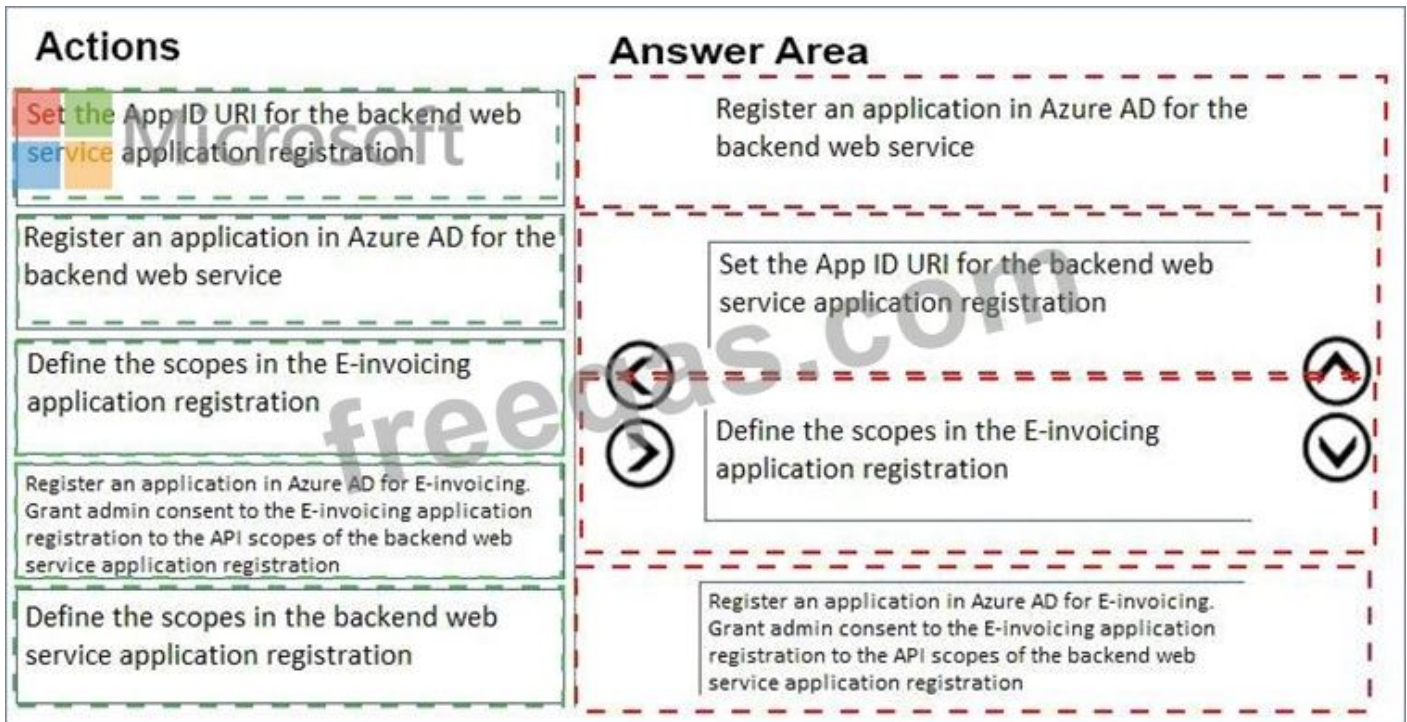 Actions
Set the App ID URI for the backend web
service application registration
Microsoft
Register an application in Azure AD for the
backend web service
Define the scopes in the E-invoicing
application registration
Register an application in Azure AD for E-invoicing.
Grant admin consent to the E-invoicing application
registration to the API scopes of the backend web
service application registration
Define the scopes in the backend web
service application registration
Answer Area
Register an application in Azure AD for the
backend web service
Set the App ID URI for the backend web
service application registration
Define the scopes in the E-invoicing
application registration
Register an application in Azure AD for E-invoicing.
Grant admin consent to the E-invoicing application
registration to the API scopes of the backend web
service application registration
freeqas.com